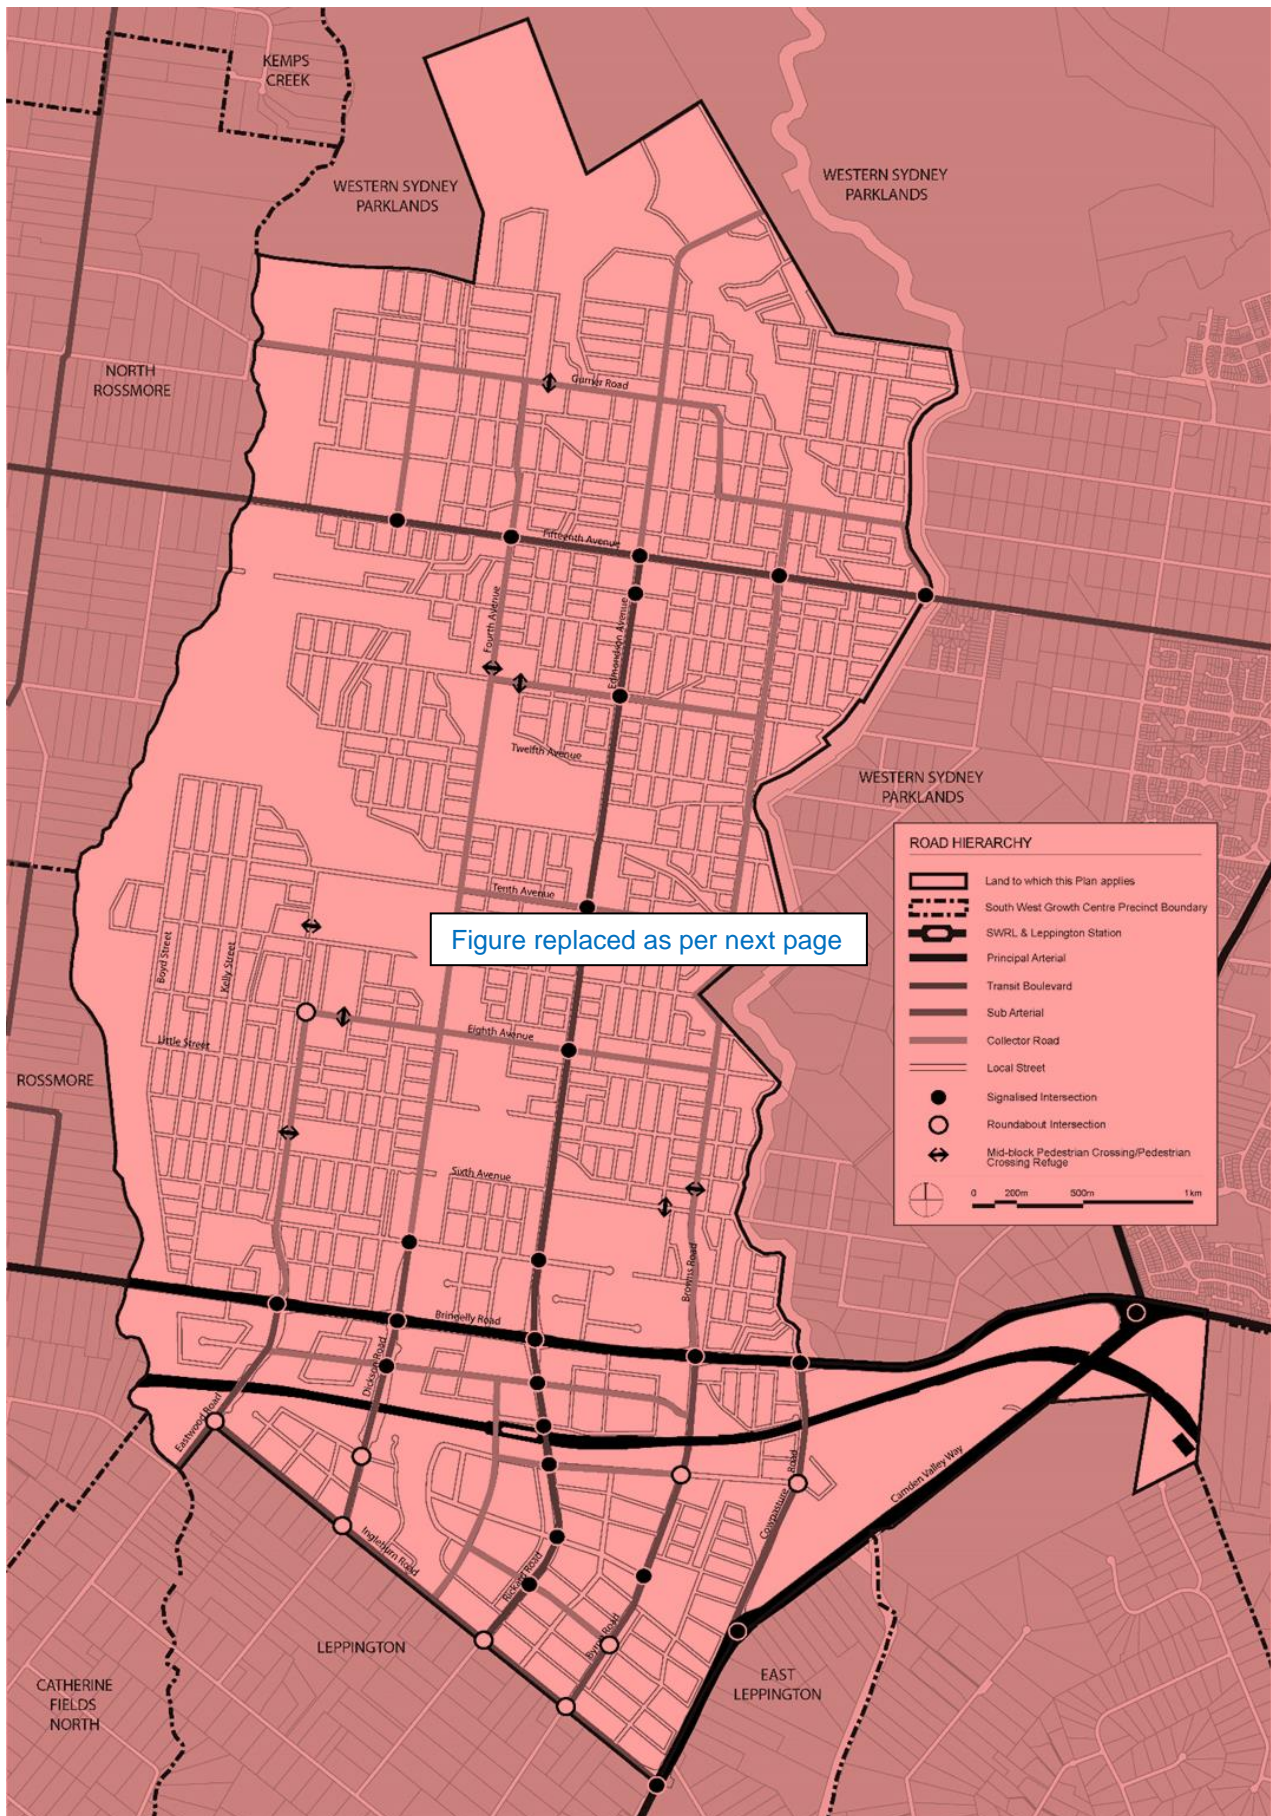 KEMPS
CREEK
WESTERN SYDNEY
PARKLANDS
WESTERN SYDNEY
PARKLANDS
NORTH
ROSSMORE
Gurner Road
Fifteenth Avenue
Fourth Avenue
Edmondson Avenue
Twelfth Avenue
WESTERN SYDNEY
PARKLANDS
ROAD HIERARCHY
Land to which this Plan applies
South West Growth Centre Precinct Boundary
SWRL & Leppington Station
Principal Arterial
Transit Boulevard
Sub Arterial
Collector Road
Local Street
Signalised Intersection
Roundabout Intersection
Mid-block Pedestrian Crossing/Pedestrian
Crossing Refuge
0 200m 500m 1km
Tenth Avenue
Figure replaced as per next page
Boyd Street
Kelly Street
Eighth Avenue
Little Street
ROSSMORE
Sixth Avenue
Browns Road
Bringelly Road
Dickson Road
Eastwood Road
Cowpasture Road
Camden Valley Way
Ingleburn Road
Rickard Road
Byron Road
LEPPINGTON
EAST
LEPPINGTON
CATHERINE
FIELDS
NORTH